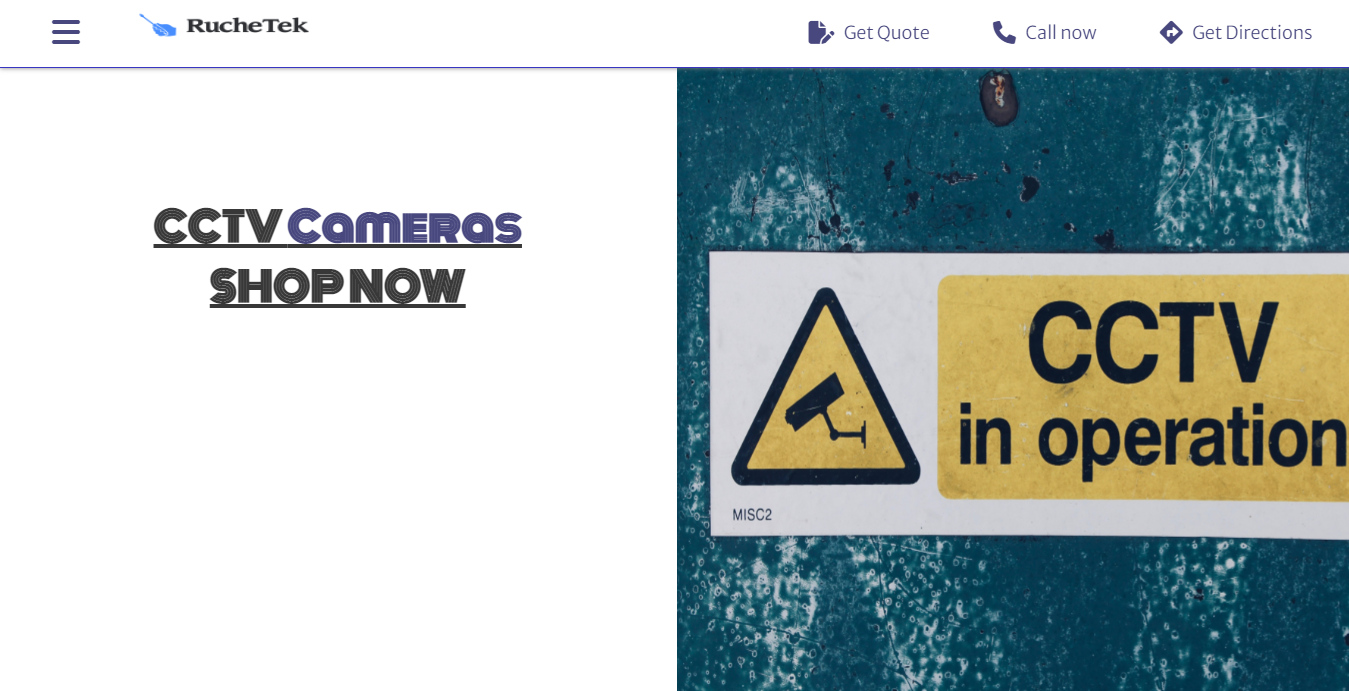 RucheTek
Get Quote
Call now
Get Directions
CCTV Cameras
SHOP NOW
CCTV
in operation
MISC2